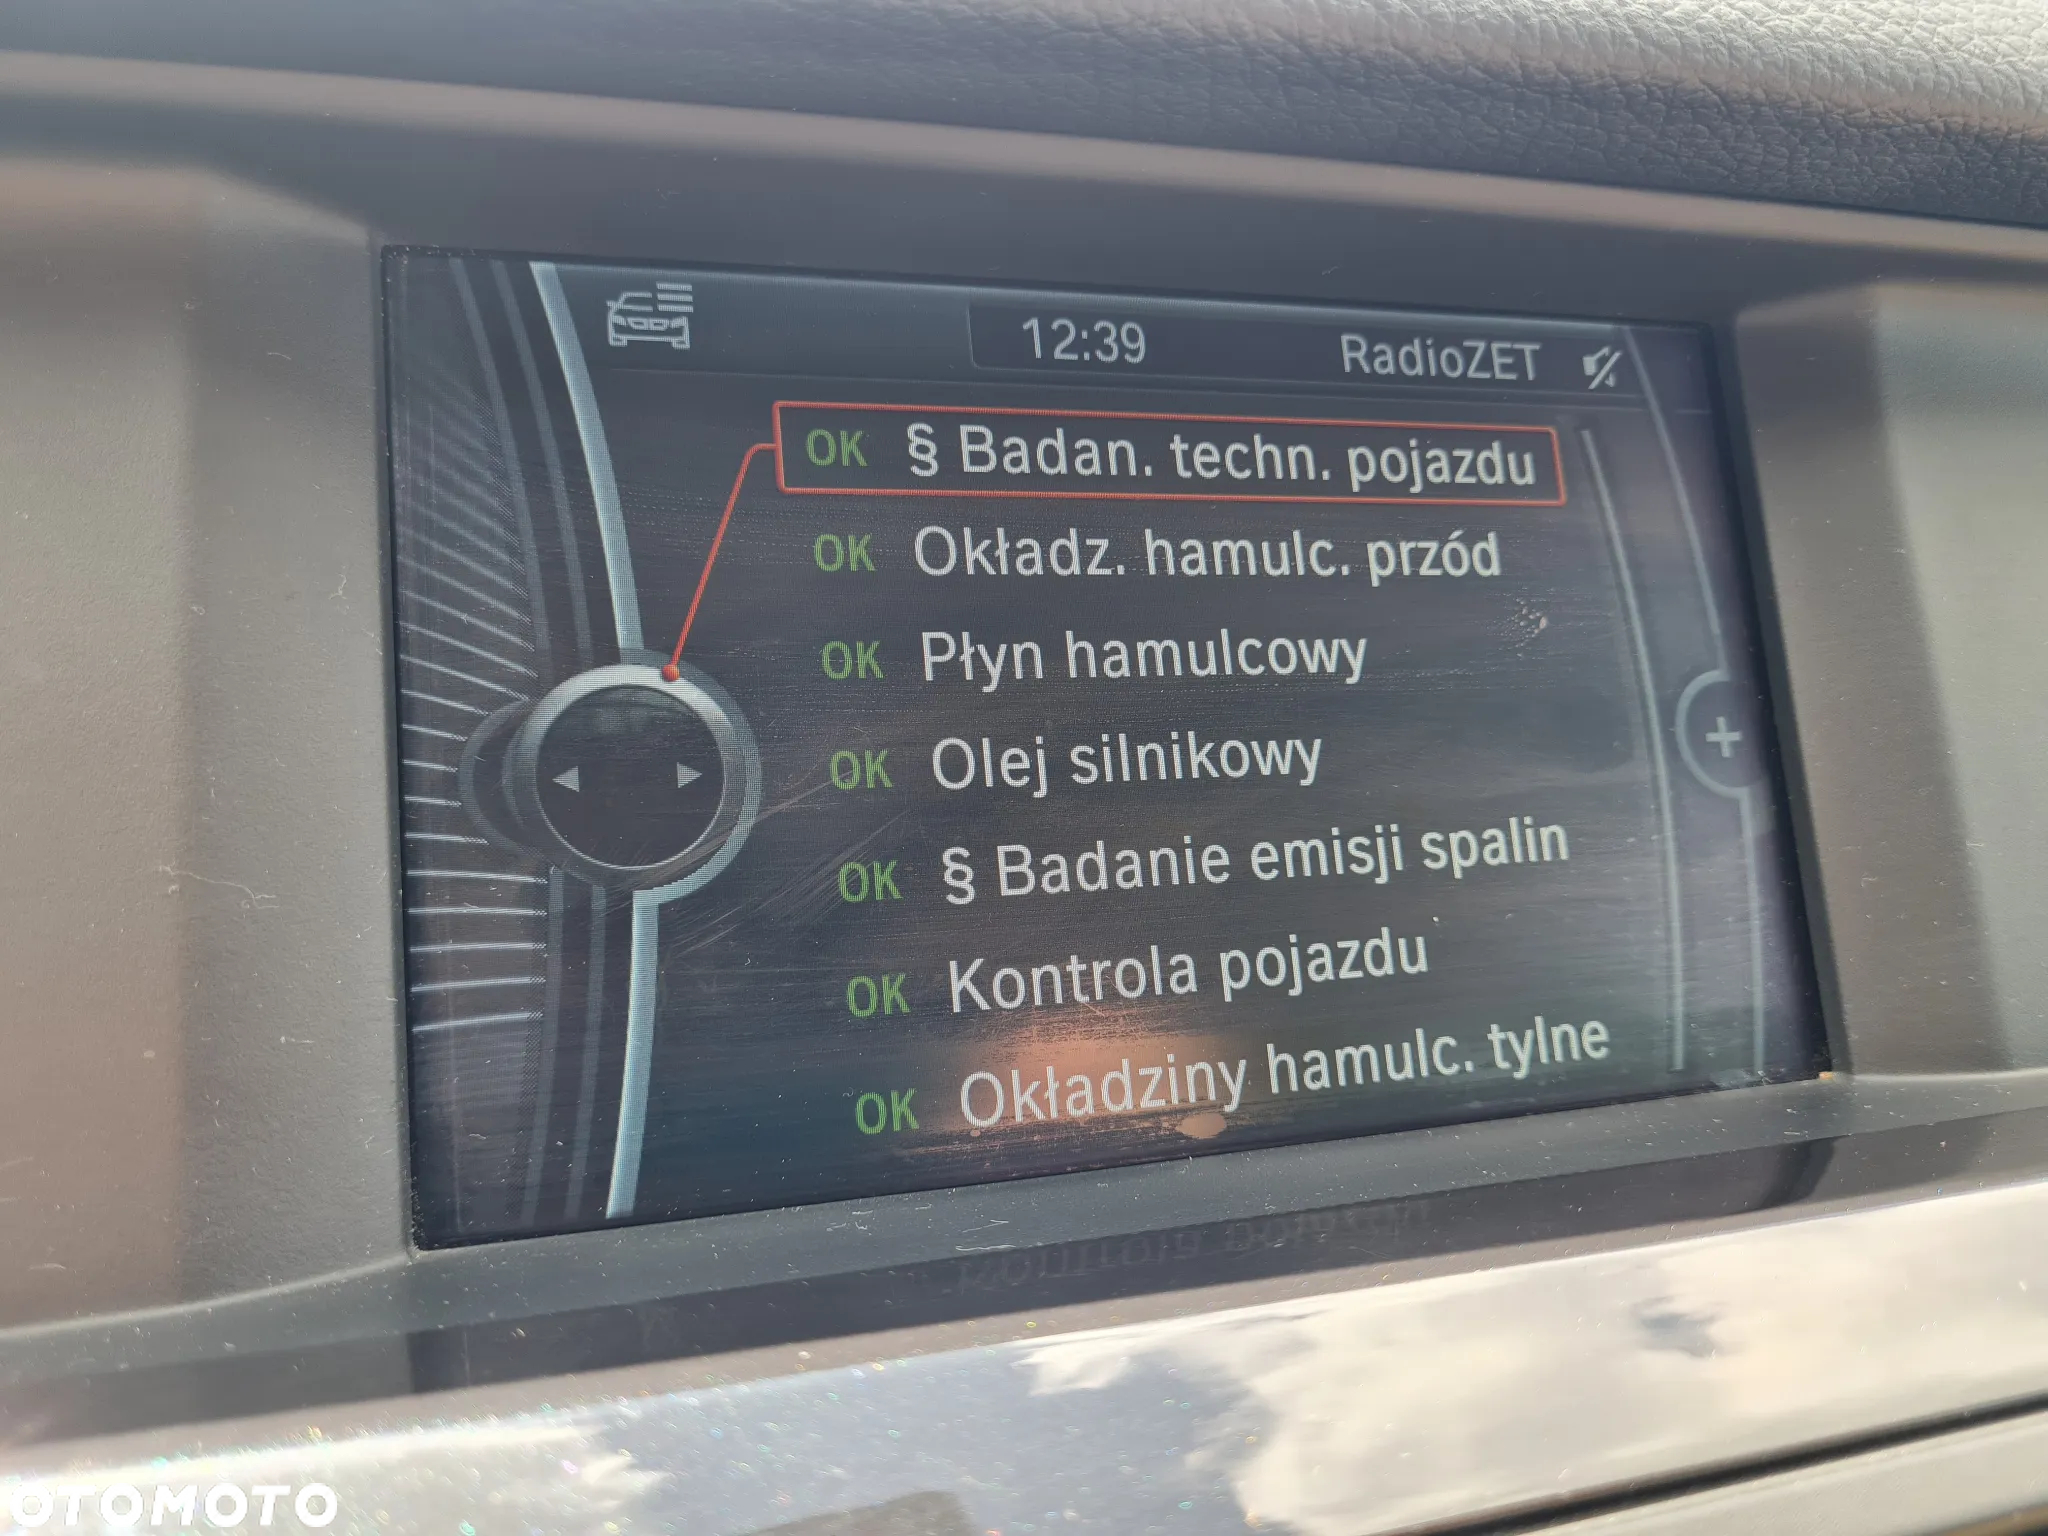 12:39 RadioZET
OK § Badan. techn. pojazdu
OK Okładz. hamulc. przód
OK Płyn hamulcowy
OK Olej silnikowy
OK § Badanie emisji spalin
OK Kontrola pojazdu
OK Okładziny hamulc. tylne
OTOMOTO